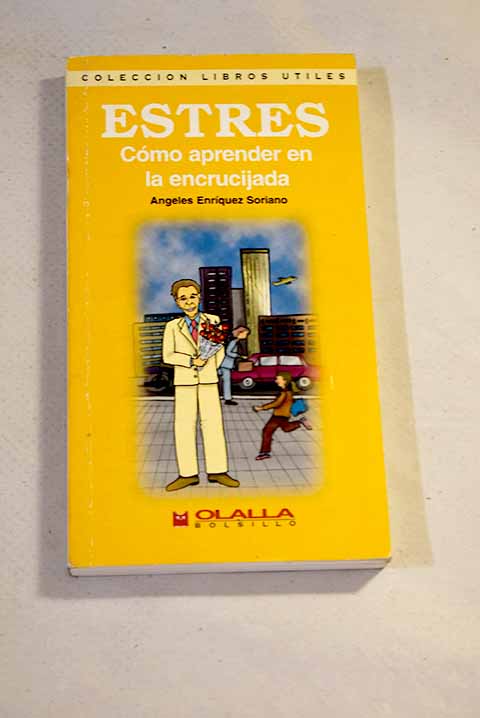 COLECCION LIBROS UTILES
ESTRES
Cómo aprender en
la encrucijada
Angeles Enríquez Soriano
OLALLA
BOLSILLO